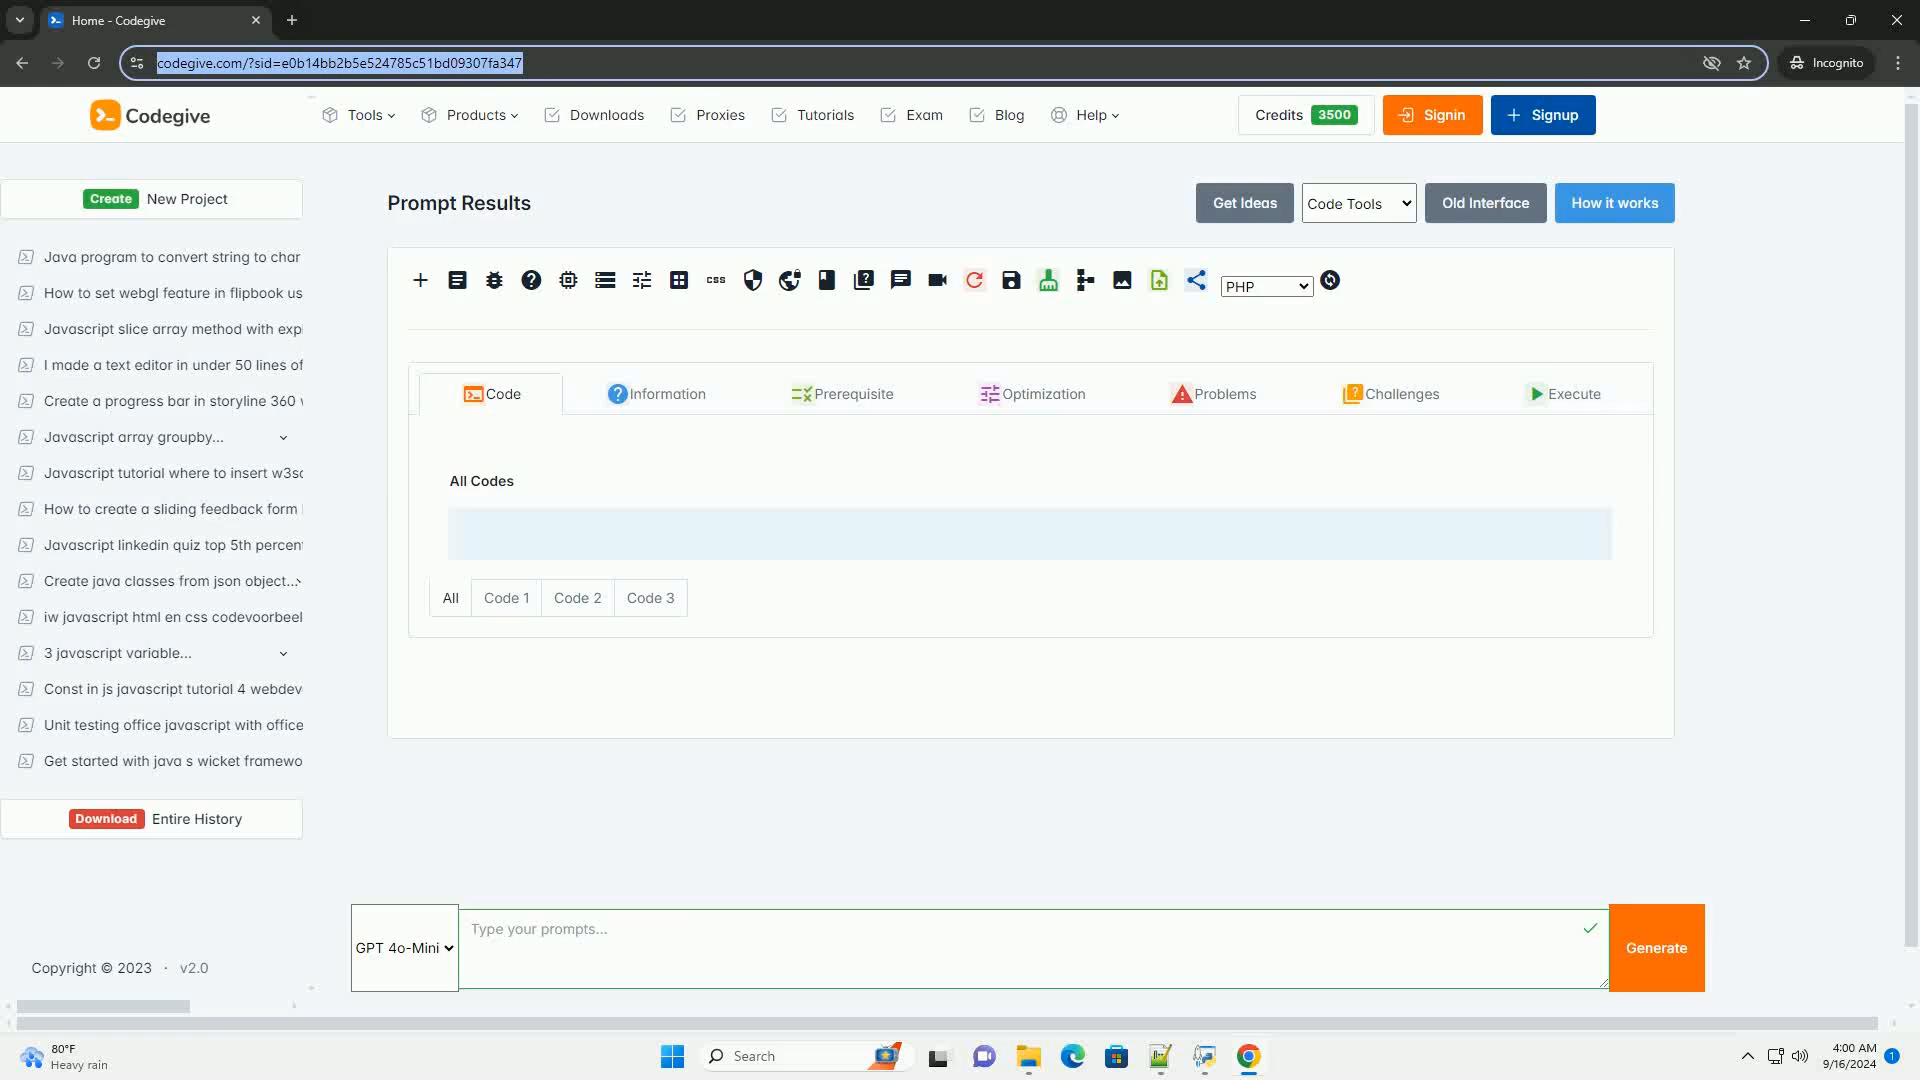 Home - Codegive
codegive.com/?sid=e0b14bb2b5e524785c51bd09307fa347
Incognito
Codegive
Tools
Products
Downloads
Proxies
Tutorials
Exam
Blog
Help
Credits 3500
Signin
Signup
Create New Project
Java program to convert string to char
How to set webgl feature in flipbook us
Javascript slice array method with exp
I made a text editor in under 50 lines of
Create a progress bar in storyline 360
Javascript array groupby...
Javascript tutorial where to insert w3sc
How to create a sliding feedback form
Javascript linkedin quiz top 5th percen
Create java classes from json object...
iw javascript html en css codevoorbeel
3 javascript variable...
Const in js javascript tutorial 4 webdev
Unit testing office javascript with office
Get started with java s wicket framewo
Download Entire History
Copyright © 2023 · v2.0
Prompt Results
Get Ideas
Code Tools
Old Interface
How it works
css
PHP
Code
Information
Prerequisite
Optimization
Problems
Challenges
Execute
All Codes
All
Code 1
Code 2
Code 3
GPT 4o-Mini
Type your prompts...
Generate
80°F
Heavy rain
Search
4:00 AM
9/16/2024
1